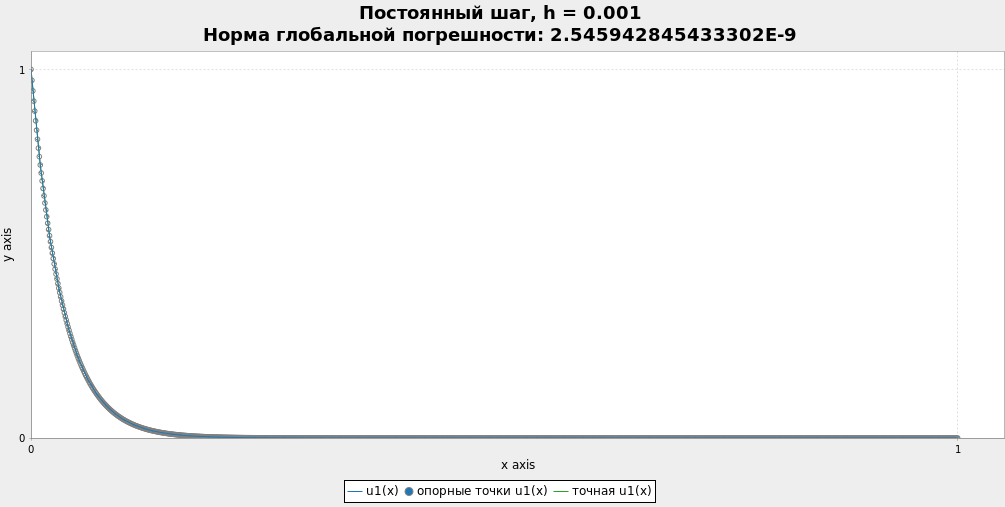 Постоянный шаг, h = 0.001
Норма глобальной погрешности: 2.545942845433302E-9
1
y axis
0
0 1
x axis
u1(x) опорные точки u1(x) точная u1(x)